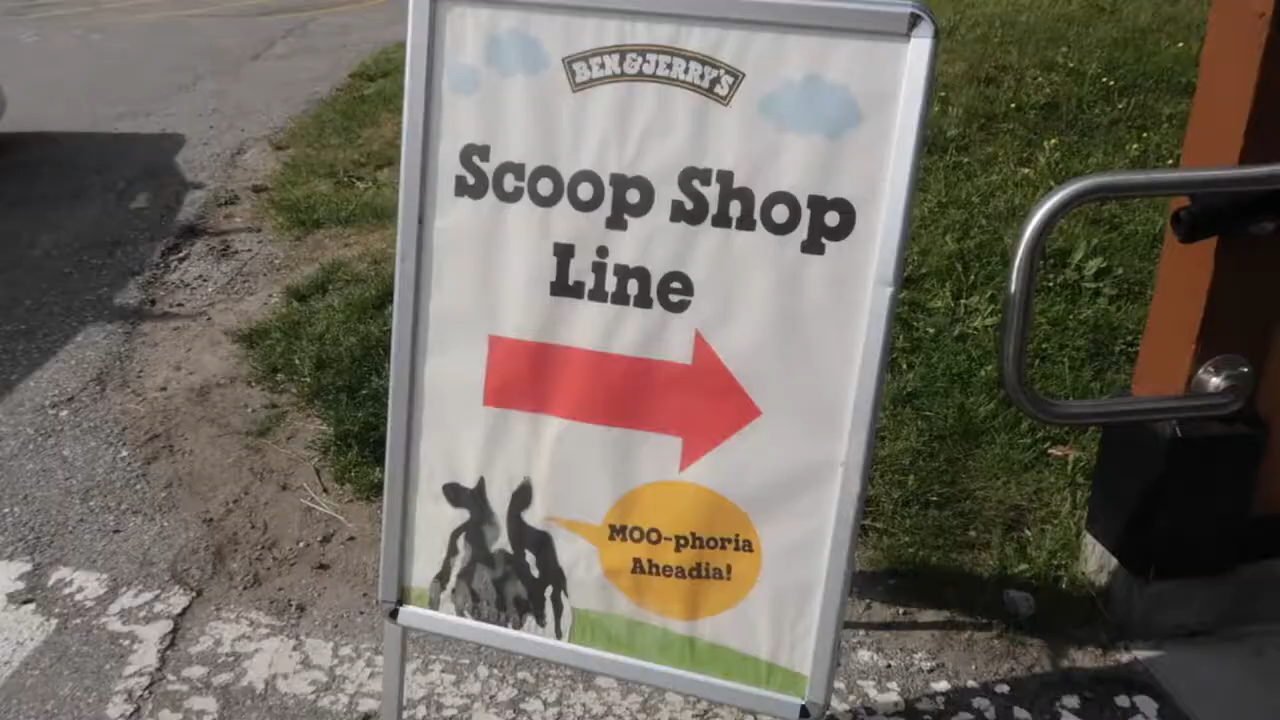 BEN & JERRY'S
Scoop Shop
Line
MOO-phoria
Aheadia!